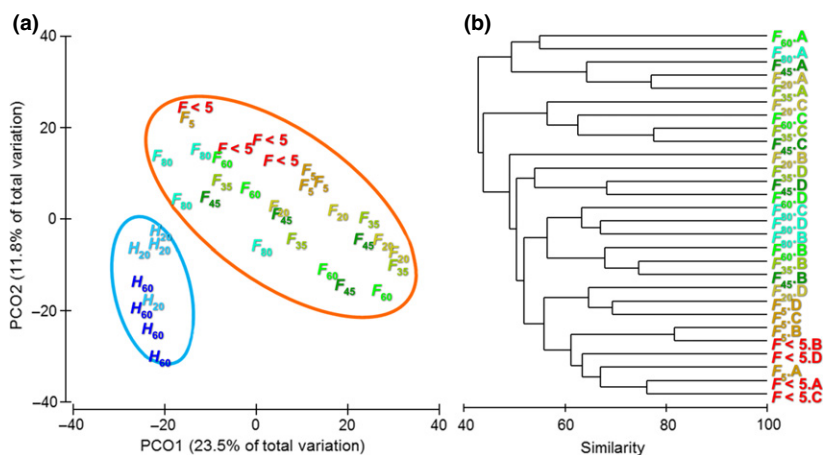 (a)
PCO2 (11.8% of total variation)
40
20
0
−20
−40
F < 5
F5
F < 5
F < 5
F80
F80
F60
F < 5
F5
F5
F5
F35
F60
F80
F45
F20
F45
F20
F35
F80
F35
F45
F20
F20
F35
F60
F45
F60
H20
H20
H20
H60
H20
H60
H60
H60
−40
−20
0
20
40
PCO1 (23.5% of total variation)
(b)
F60.A
F80.A
F45.A
F20.A
F35.A
F20.C
F60.C
F35.C
F45.C
F20.B
F35.D
F45.D
F60.D
F80.C
F80.D
F80.B
F60.B
F35.B
F45.B
F20.D
F5.D
F5.C
F5.B
F < 5.B
F < 5.D
F5.A
F < 5.A
F < 5.C
40
60
80
100
Similarity